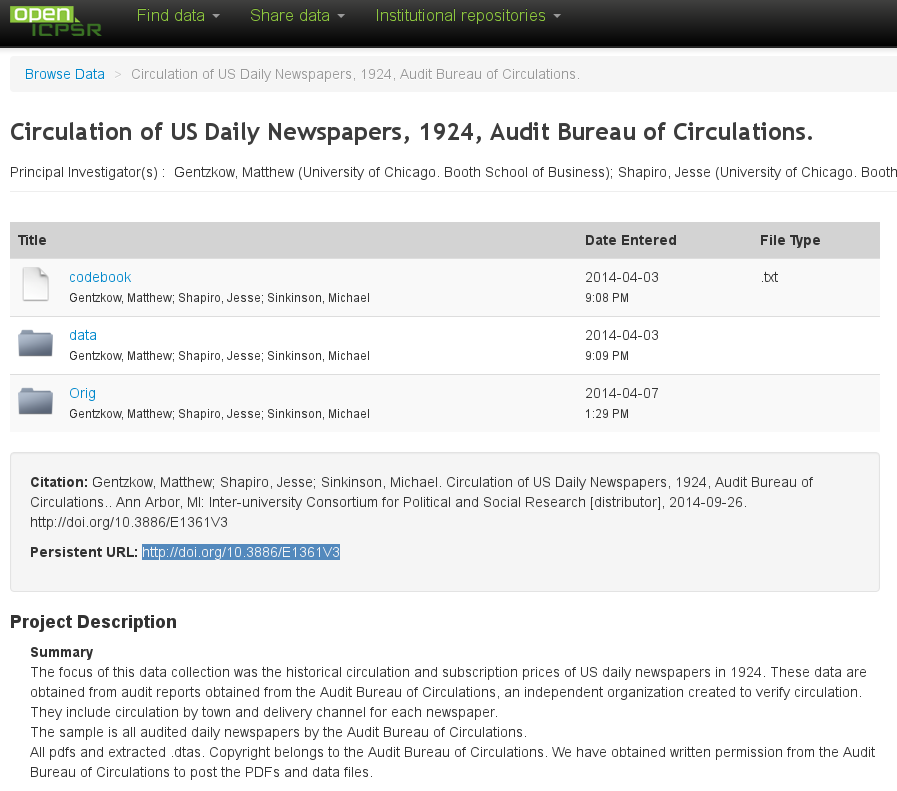 open
ICPSR
Find data Share data Institutional repositories
Browse Data > Circulation of US Daily Newspapers, 1924, Audit Bureau of Circulations.
Circulation of US Daily Newspapers, 1924, Audit Bureau of Circulations.
Principal Investigator(s) : Gentzkow, Matthew (University of Chicago. Booth School of Business); Shapiro, Jesse (University of Chicago. Booth
Title Date Entered File Type
codebook 2014-04-03 .txt
Gentzkow, Matthew; Shapiro, Jesse; Sinkinson, Michael 9:08 PM
data 2014-04-03
Gentzkow, Matthew; Shapiro, Jesse; Sinkinson, Michael 9:09 PM
Orig 2014-04-07
Gentzkow, Matthew; Shapiro, Jesse; Sinkinson, Michael 1:29 PM
Citation: Gentzkow, Matthew; Shapiro, Jesse; Sinkinson, Michael. Circulation of US Daily Newspapers, 1924, Audit Bureau of
Circulations.. Ann Arbor, MI: Inter-university Consortium for Political and Social Research [distributor], 2014-09-26.
http://doi.org/10.3886/E1361V3
Persistent URL: http://doi.org/10.3886/E1361V3
Project Description
Summary
The focus of this data collection was the historical circulation and subscription prices of US daily newspapers in 1924. These data are
obtained from audit reports obtained from the Audit Bureau of Circulations, an independent organization created to verify circulation.
They include circulation by town and delivery channel for each newspaper.
The sample is all audited daily newspapers by the Audit Bureau of Circulations.
All pdfs and extracted .dtas. Copyright belongs to the Audit Bureau of Circulations. We have obtained written permission from the Audit
Bureau of Circulations to post the PDFs and data files.